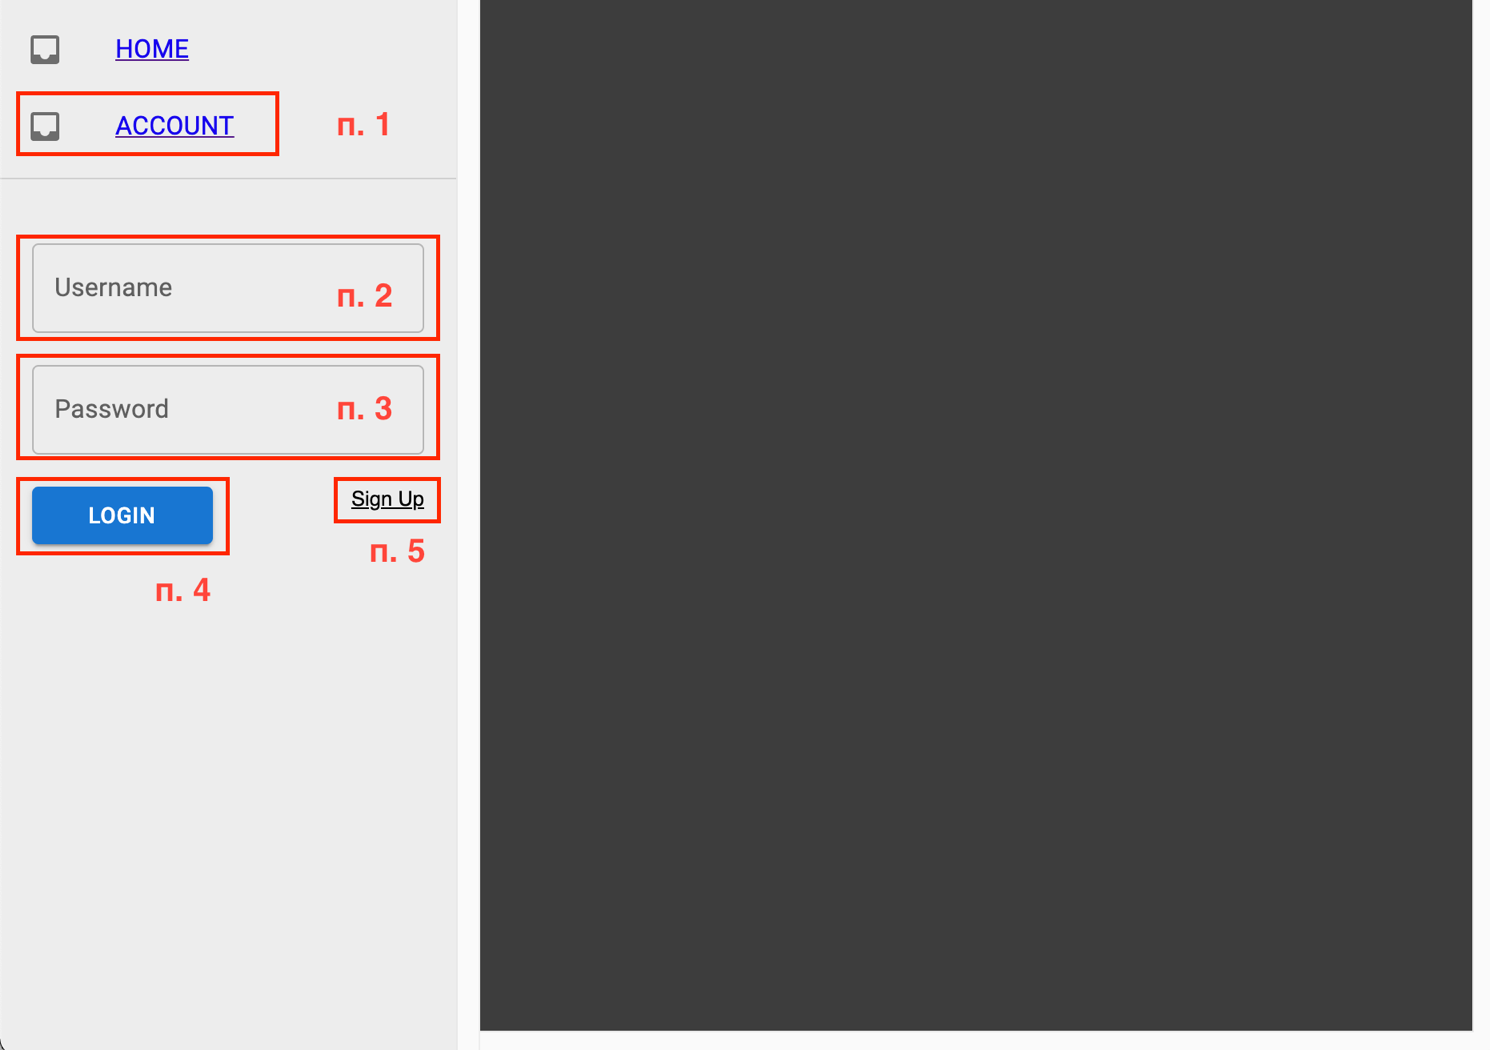 HOME
ACCOUNT п. 1
Username п. 2
Password п. 3
LOGIN Sign Up
п. 5
п. 4